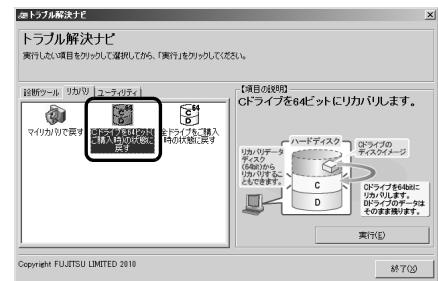 トラブル解決ナビ
トラブル解決ナビ
実行したい項目をクリックして選択してから、「実行」をクリックしてください。
診断ツール リカバリ ユーティリティ
マイリカバリで戻す
Cドライブを64ビット(ご購入時)の状態に戻す
全ドライブをご購入時の状態に戻す
【項目の説明】
Cドライブを64ビットにリカバリします。
ハードディスク
Cドライブの
ディスクイメージ
リカバリデータ
ディスク
(64bit)から
リカバリするこ
ともできます。
C
D
Cドライブを64bitに
リカバリします。
Dドライブのデータは
そのまま残ります。
実行(E)
Copyright FUJITSU LIMITED 2010
終了(X)